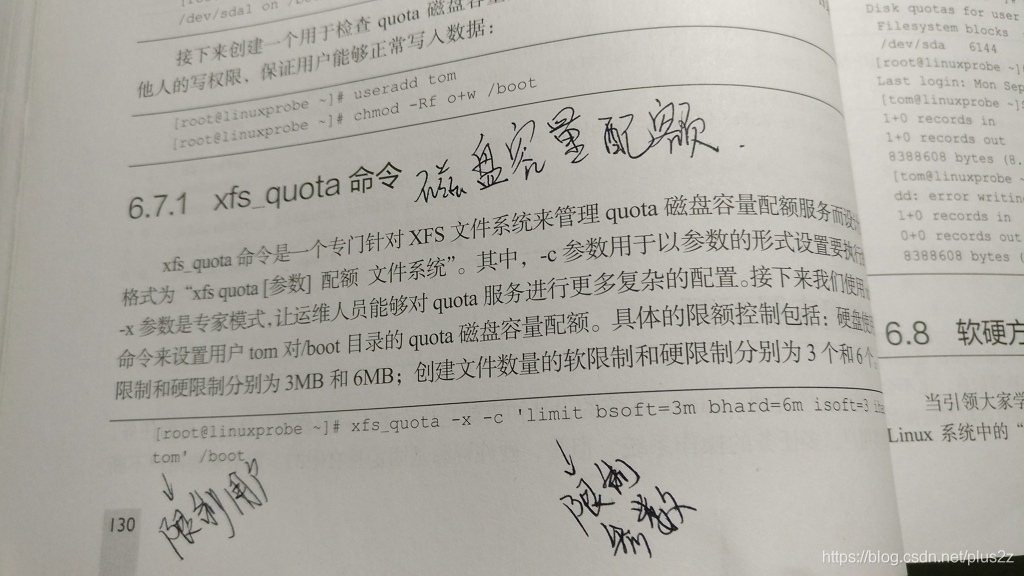 /dev/sda1 on /bo
接下来创建一个用于检查 quota 磁盘容量
他人的写权限、保证用户能够正常写入数据:
[root@linuxprobe ~]# useradd tom
[root@linuxprobe ~]# chmod -Rf o+w /boot
6.7.1 xfs_quota 命令 磁盘容量配额.
xfs_quota 命令是一个专门针对 XFS 文件系统来管理 quota 磁盘容量配额服务而设计
格式为“xfs quota [参数] 配额 文件系统”。其中,-c 参数用于以参数的形式设置要执行
-x 参数是专家模式,让运维人员能够对 quota 服务进行更多复杂的配置。接下来我们使用
命令来设置用户 tom 对/boot 目录的 quota 磁盘容量配额。具体的限额控制包括:硬盘使
限制和硬限制分别为 3MB 和 6MB;创建文件数量的软限制和硬限制分别为 3 个和 6 个
[root@linuxprobe ~]# xfs_quota -x -c 'limit bsoft=3m bhard=6m isoft=3
tom' /boot
限制用户
限制
参数
130
Disk quotas for user
Filesystem blocks
/dev/sda 6144
[root@linuxprobe ~]
Last login: Mon Sep
[tom@linuxprobe ~]$
1+0 records in
1+0 records out
8388608 bytes (8.
[tom@linuxprobe ~
dd: error writin
1+0 records in
0+0 records out
8388608 bytes (
6.8 软硬方
当引领大家学
Linux 系统中的“
https://blog.csdn.net/plus2z